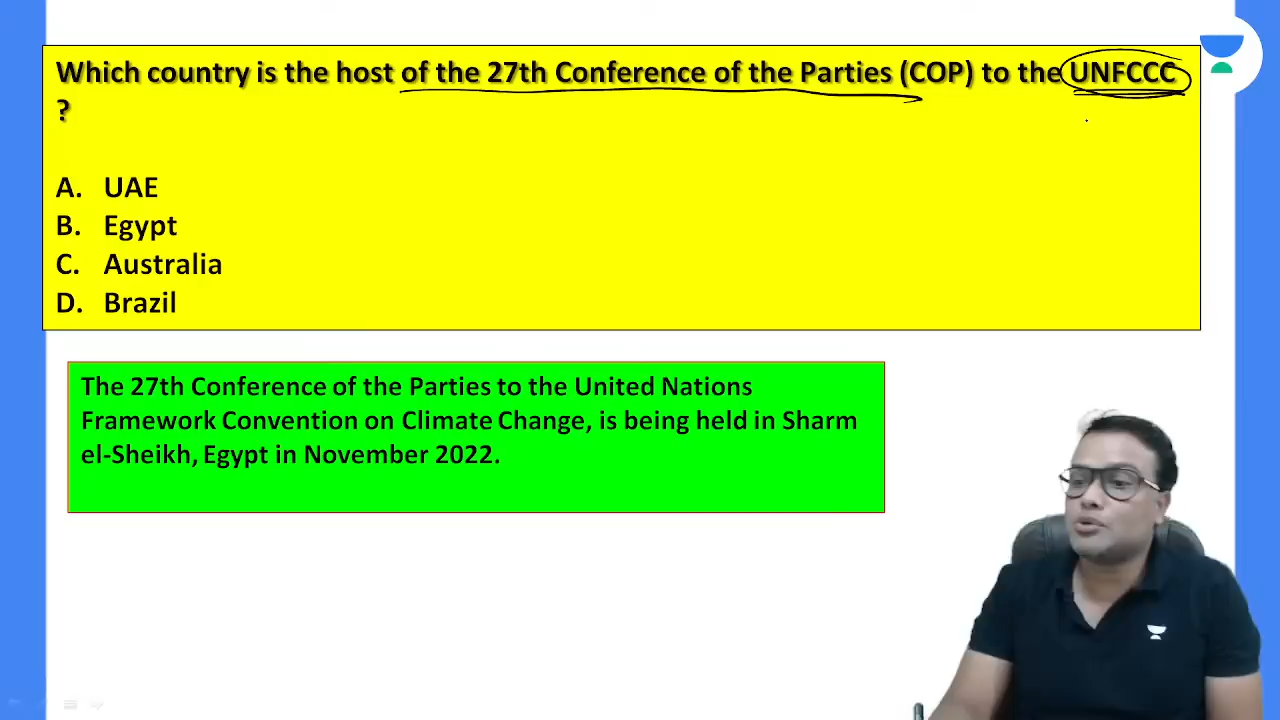 Which country is the host of the 27th Conference of the Parties (COP) to the UNFCCC
?
A. UAE
B. Egypt
C. Australia
D. Brazil
The 27th Conference of the Parties to the United Nations
Framework Convention on Climate Change, is being held in Sharm
el-Sheikh, Egypt in November 2022.